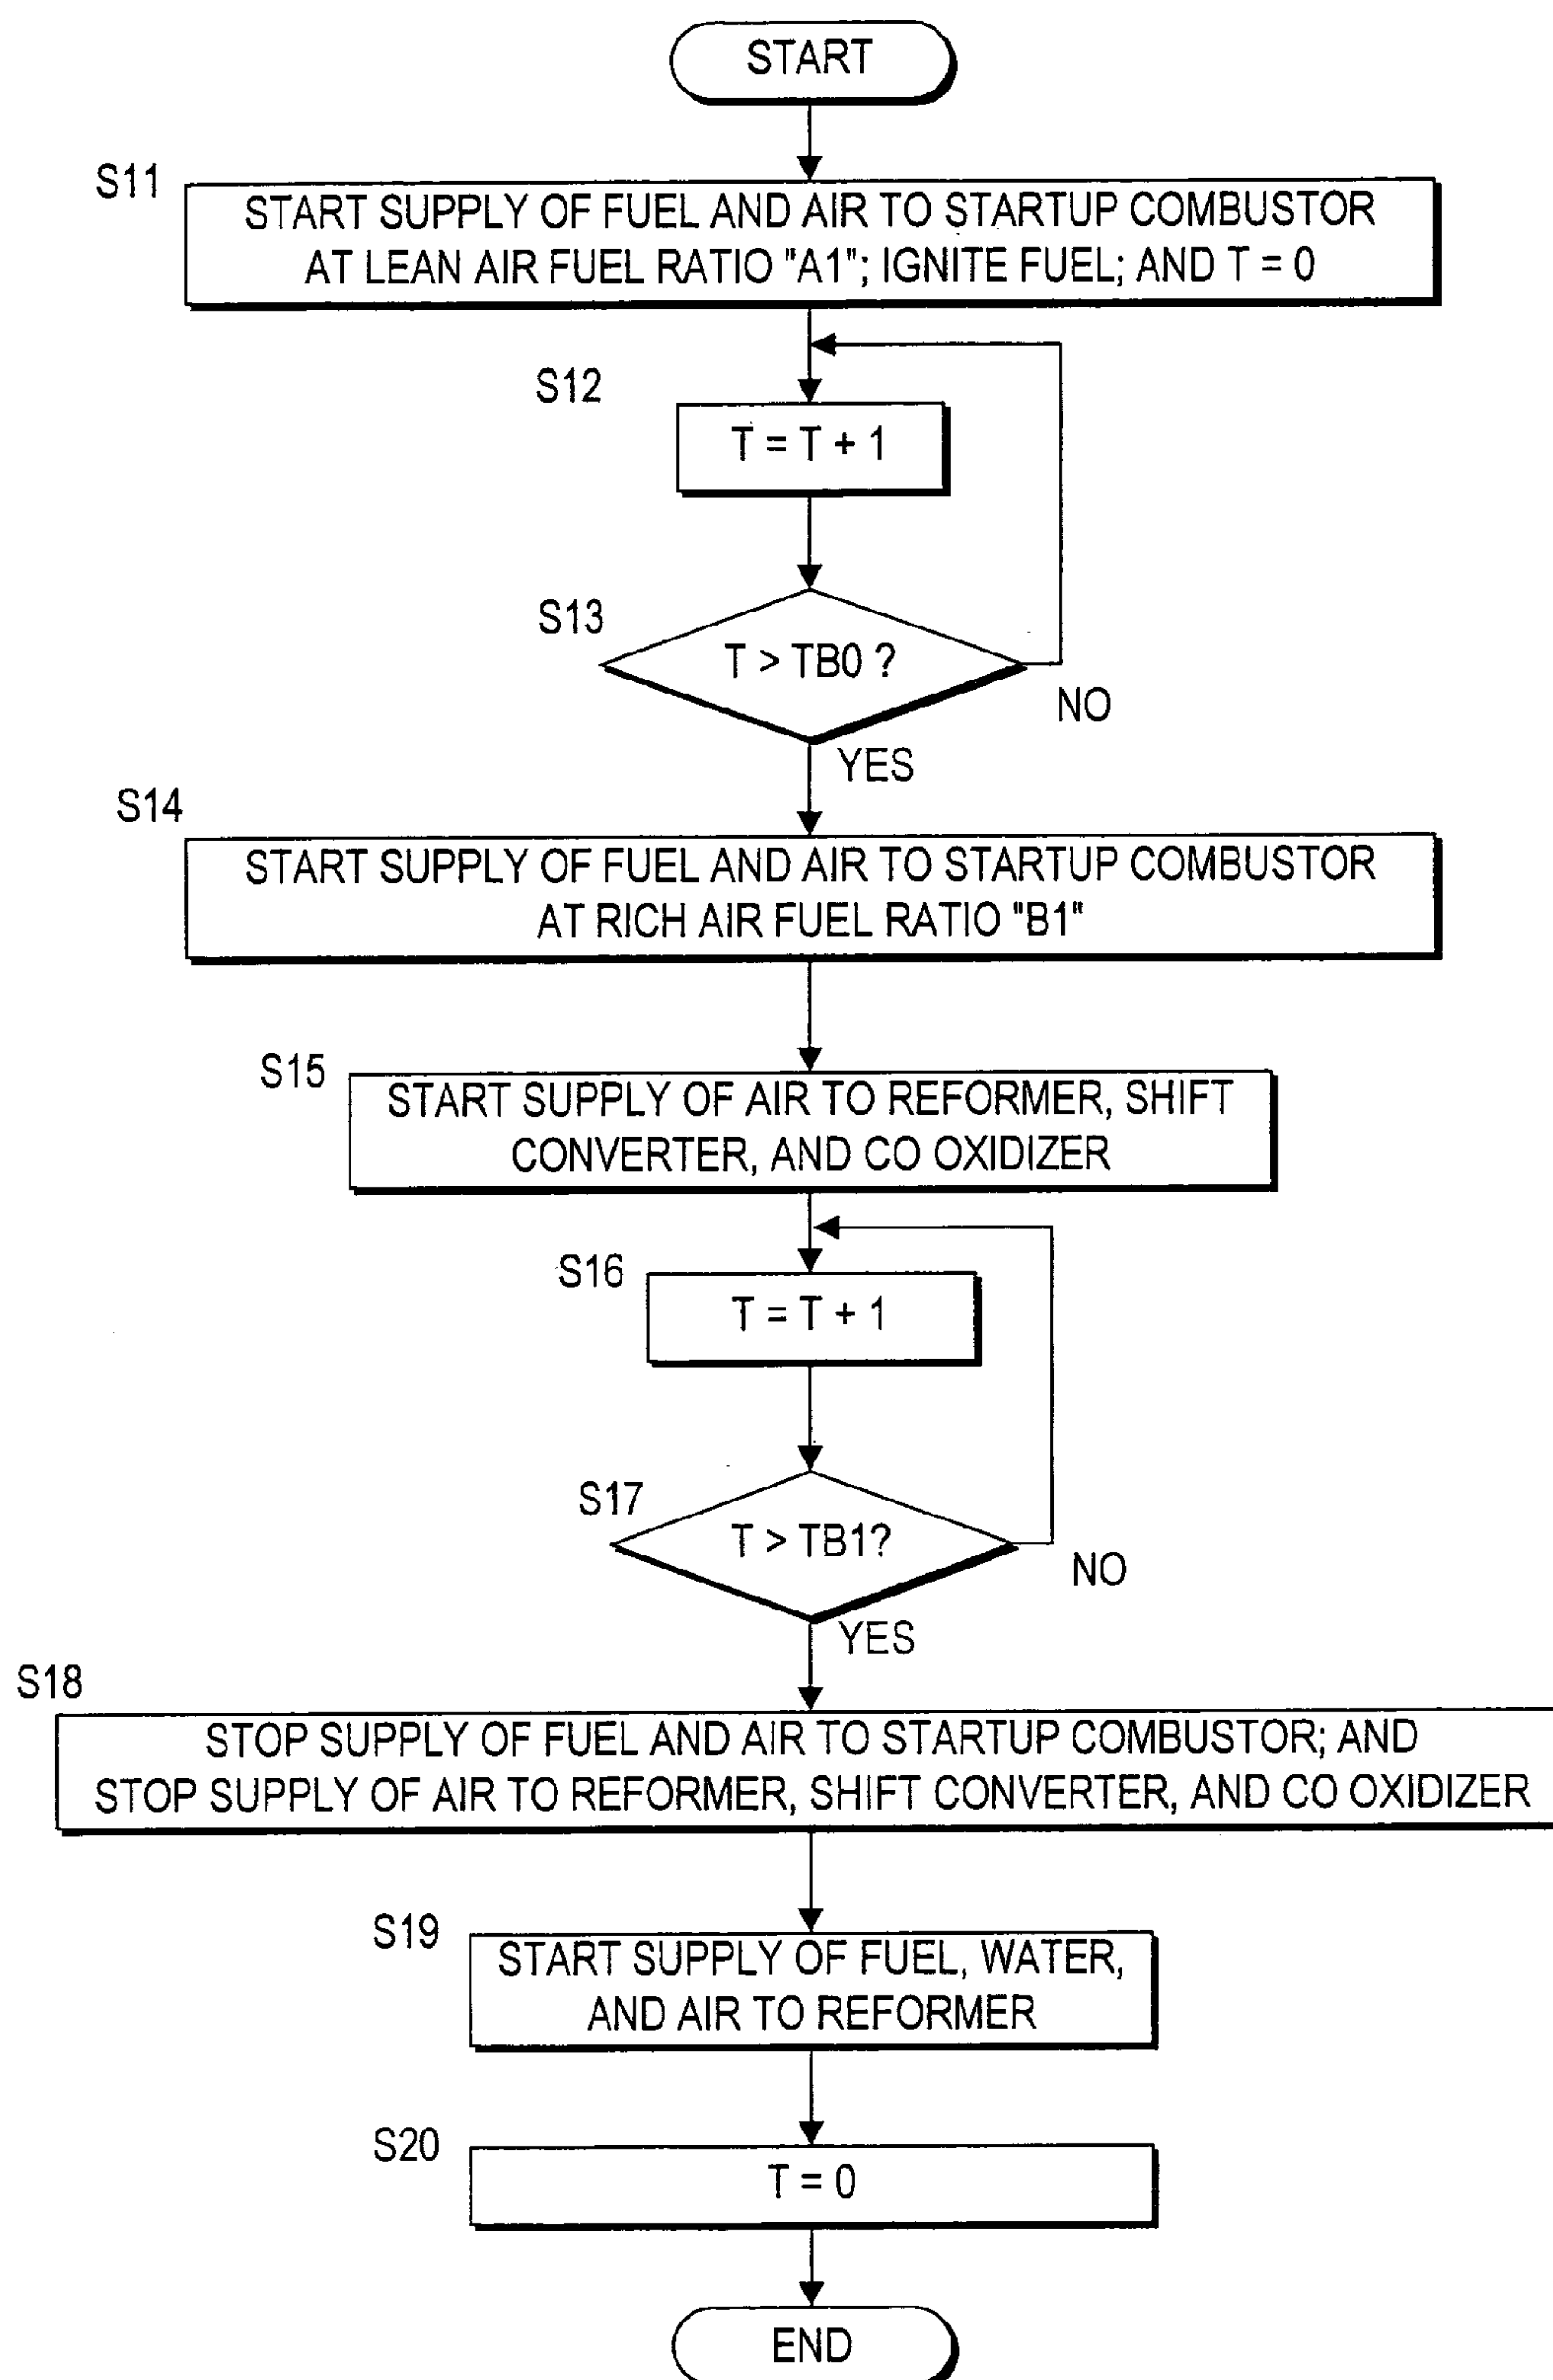 START
S11
START SUPPLY OF FUEL AND AIR TO STARTUP COMBUSTOR
AT LEAN AIR FUEL RATIO "A1"; IGNITE FUEL; AND T = 0
S12
T = T + 1
S13
T > TB0 ?
NO
YES
S14
START SUPPLY OF FUEL AND AIR TO STARTUP COMBUSTOR
AT RICH AIR FUEL RATIO "B1"
S15
START SUPPLY OF AIR TO REFORMER, SHIFT
CONVERTER, AND CO OXIDIZER
S16
T = T + 1
S17
T > TB1?
NO
YES
S18
STOP SUPPLY OF FUEL AND AIR TO STARTUP COMBUSTOR; AND
STOP SUPPLY OF AIR TO REFORMER, SHIFT CONVERTER, AND CO OXIDIZER
S19
START SUPPLY OF FUEL, WATER,
AND AIR TO REFORMER
S20
T = 0
END